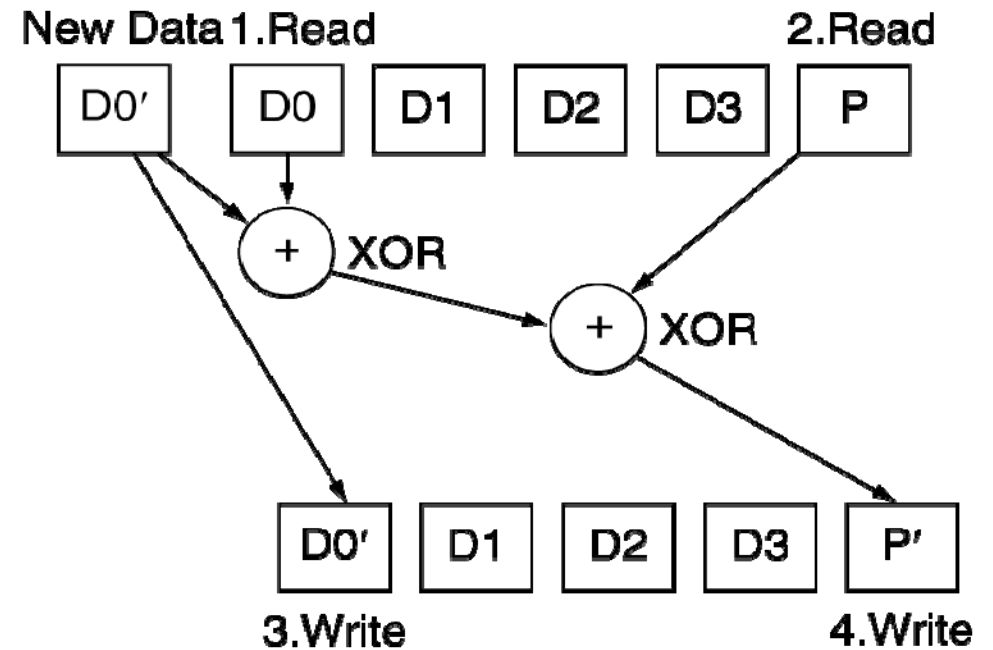 New Data 1.Read 2.Read
D0′ D0 D1 D2 D3 P
+ XOR
+ XOR
D0′ D1 D2 D3 P′
3.Write 4.Write